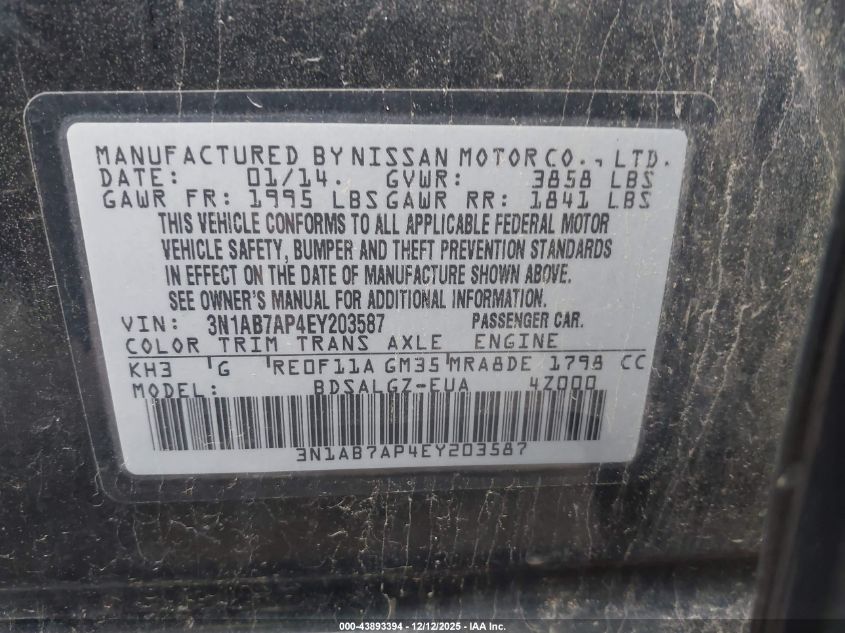 MANUFACTURED BY NISSAN MOTOR CO., LTD.
DATE: 01/14. GVWR: 3858 LBS
GAWR FR: 1995 LBS GAWR RR: 1841 LBS
THIS VEHICLE CONFORMS TO ALL APPLICABLE FEDERAL MOTOR
VEHICLE SAFETY, BUMPER AND THEFT PREVENTION STANDARDS
IN EFFECT ON THE DATE OF MANUFACTURE SHOWN ABOVE.
SEE OWNER'S MANUAL FOR ADDITIONAL INFORMATION.
VIN: 3N1AB7AP4EY203587 PASSENGER CAR.
COLOR TRIM TRANS AXLE ENGINE
KH3 G RE0F11A GM35 MRA8DE 1798 CC
MODEL: BDSALGZ-EUA 4Z000
3N1AB7AP4EY203587
000-43893394 - 12/12/2025 - IAA Inc.